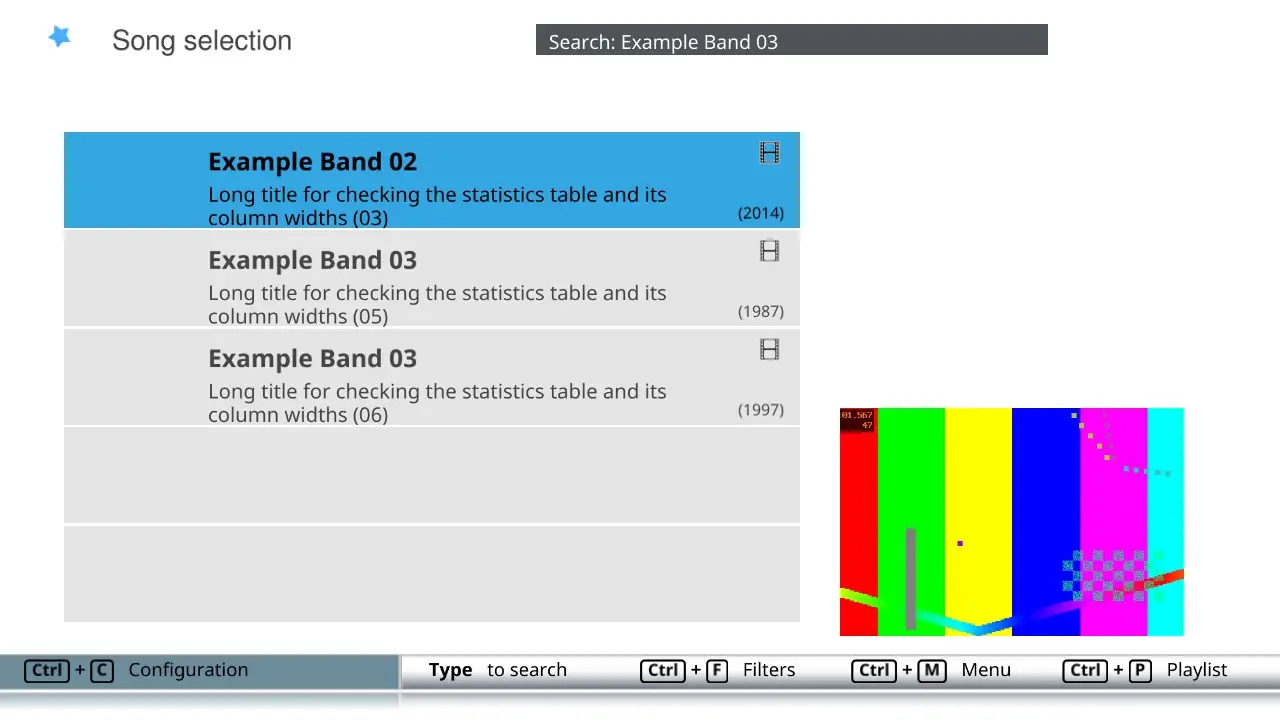 Song selection
Search: Example Band 03
Example Band 02
Long title for checking the statistics table and its
column widths (03)
(2014)
Example Band 03
Long title for checking the statistics table and its
column widths (05)
(1987)
Example Band 03
Long title for checking the statistics table and its
column widths (06)
(1997)
01.567
47
Ctrl + C Configuration
Type to search
Ctrl + F Filters
Ctrl + M Menu
Ctrl + P Playlist